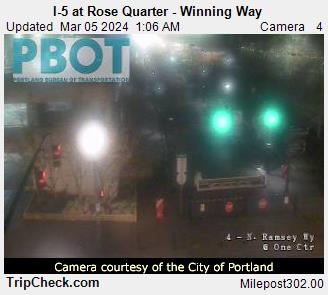 I-5 at Rose Quarter - Winning Way
Updated Mar 05 2024 1:06 AM Camera 4
PBOT
PORTLAND BUREAU OF TRANSPORTATION
4 - N. Ramsey Wy
@ One Ctr
Camera courtesy of the City of Portland
TripCheck.com Milepost302.00